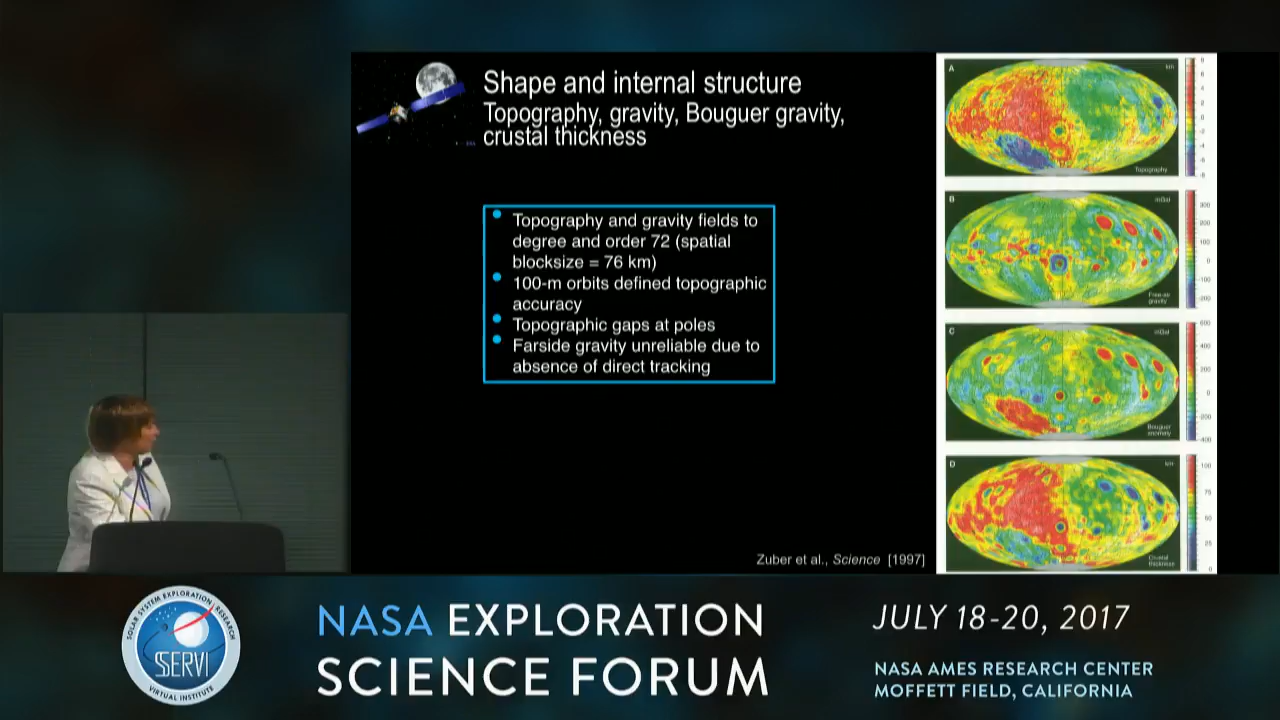 Shape and internal structure
Topography, gravity, Bouguer gravity,
crustal thickness
Topography and gravity fields to
degree and order 72 (spatial
blocksize = 76 km)
100-m orbits defined topographic
accuracy
Topographic gaps at poles
Farside gravity unreliable due to
absence of direct tracking
Zuber et al., Science [1997]
A
km
Topography
B
mGal
Free-air
gravity
C
mGal
Bouguer
anomaly
D
km
Crustal
thickness
SOLAR SYSTEM EXPLORATION RESEARCH
SSERVI
VIRTUAL INSTITUTE
NASA EXPLORATION
SCIENCE FORUM
JULY 18-20, 2017
NASA AMES RESEARCH CENTER
MOFFETT FIELD, CALIFORNIA